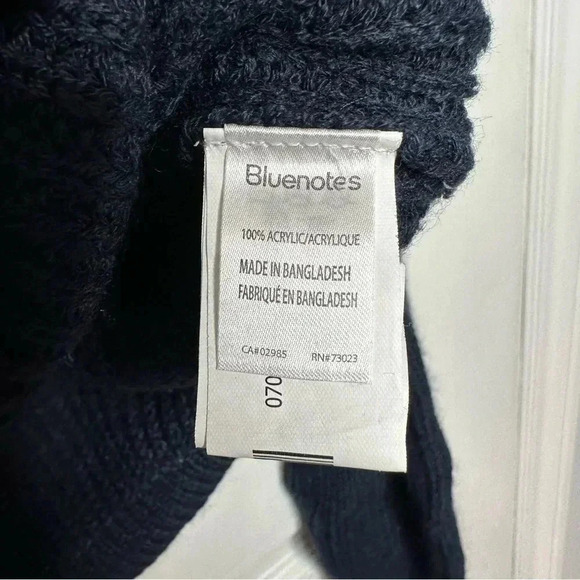 Bluenotes
100% ACRYLIC/ACRYLIQUE
MADE IN BANGLADESH
FABRIQUÉ EN BANGLADESH
CA#02985 RN#73023
070